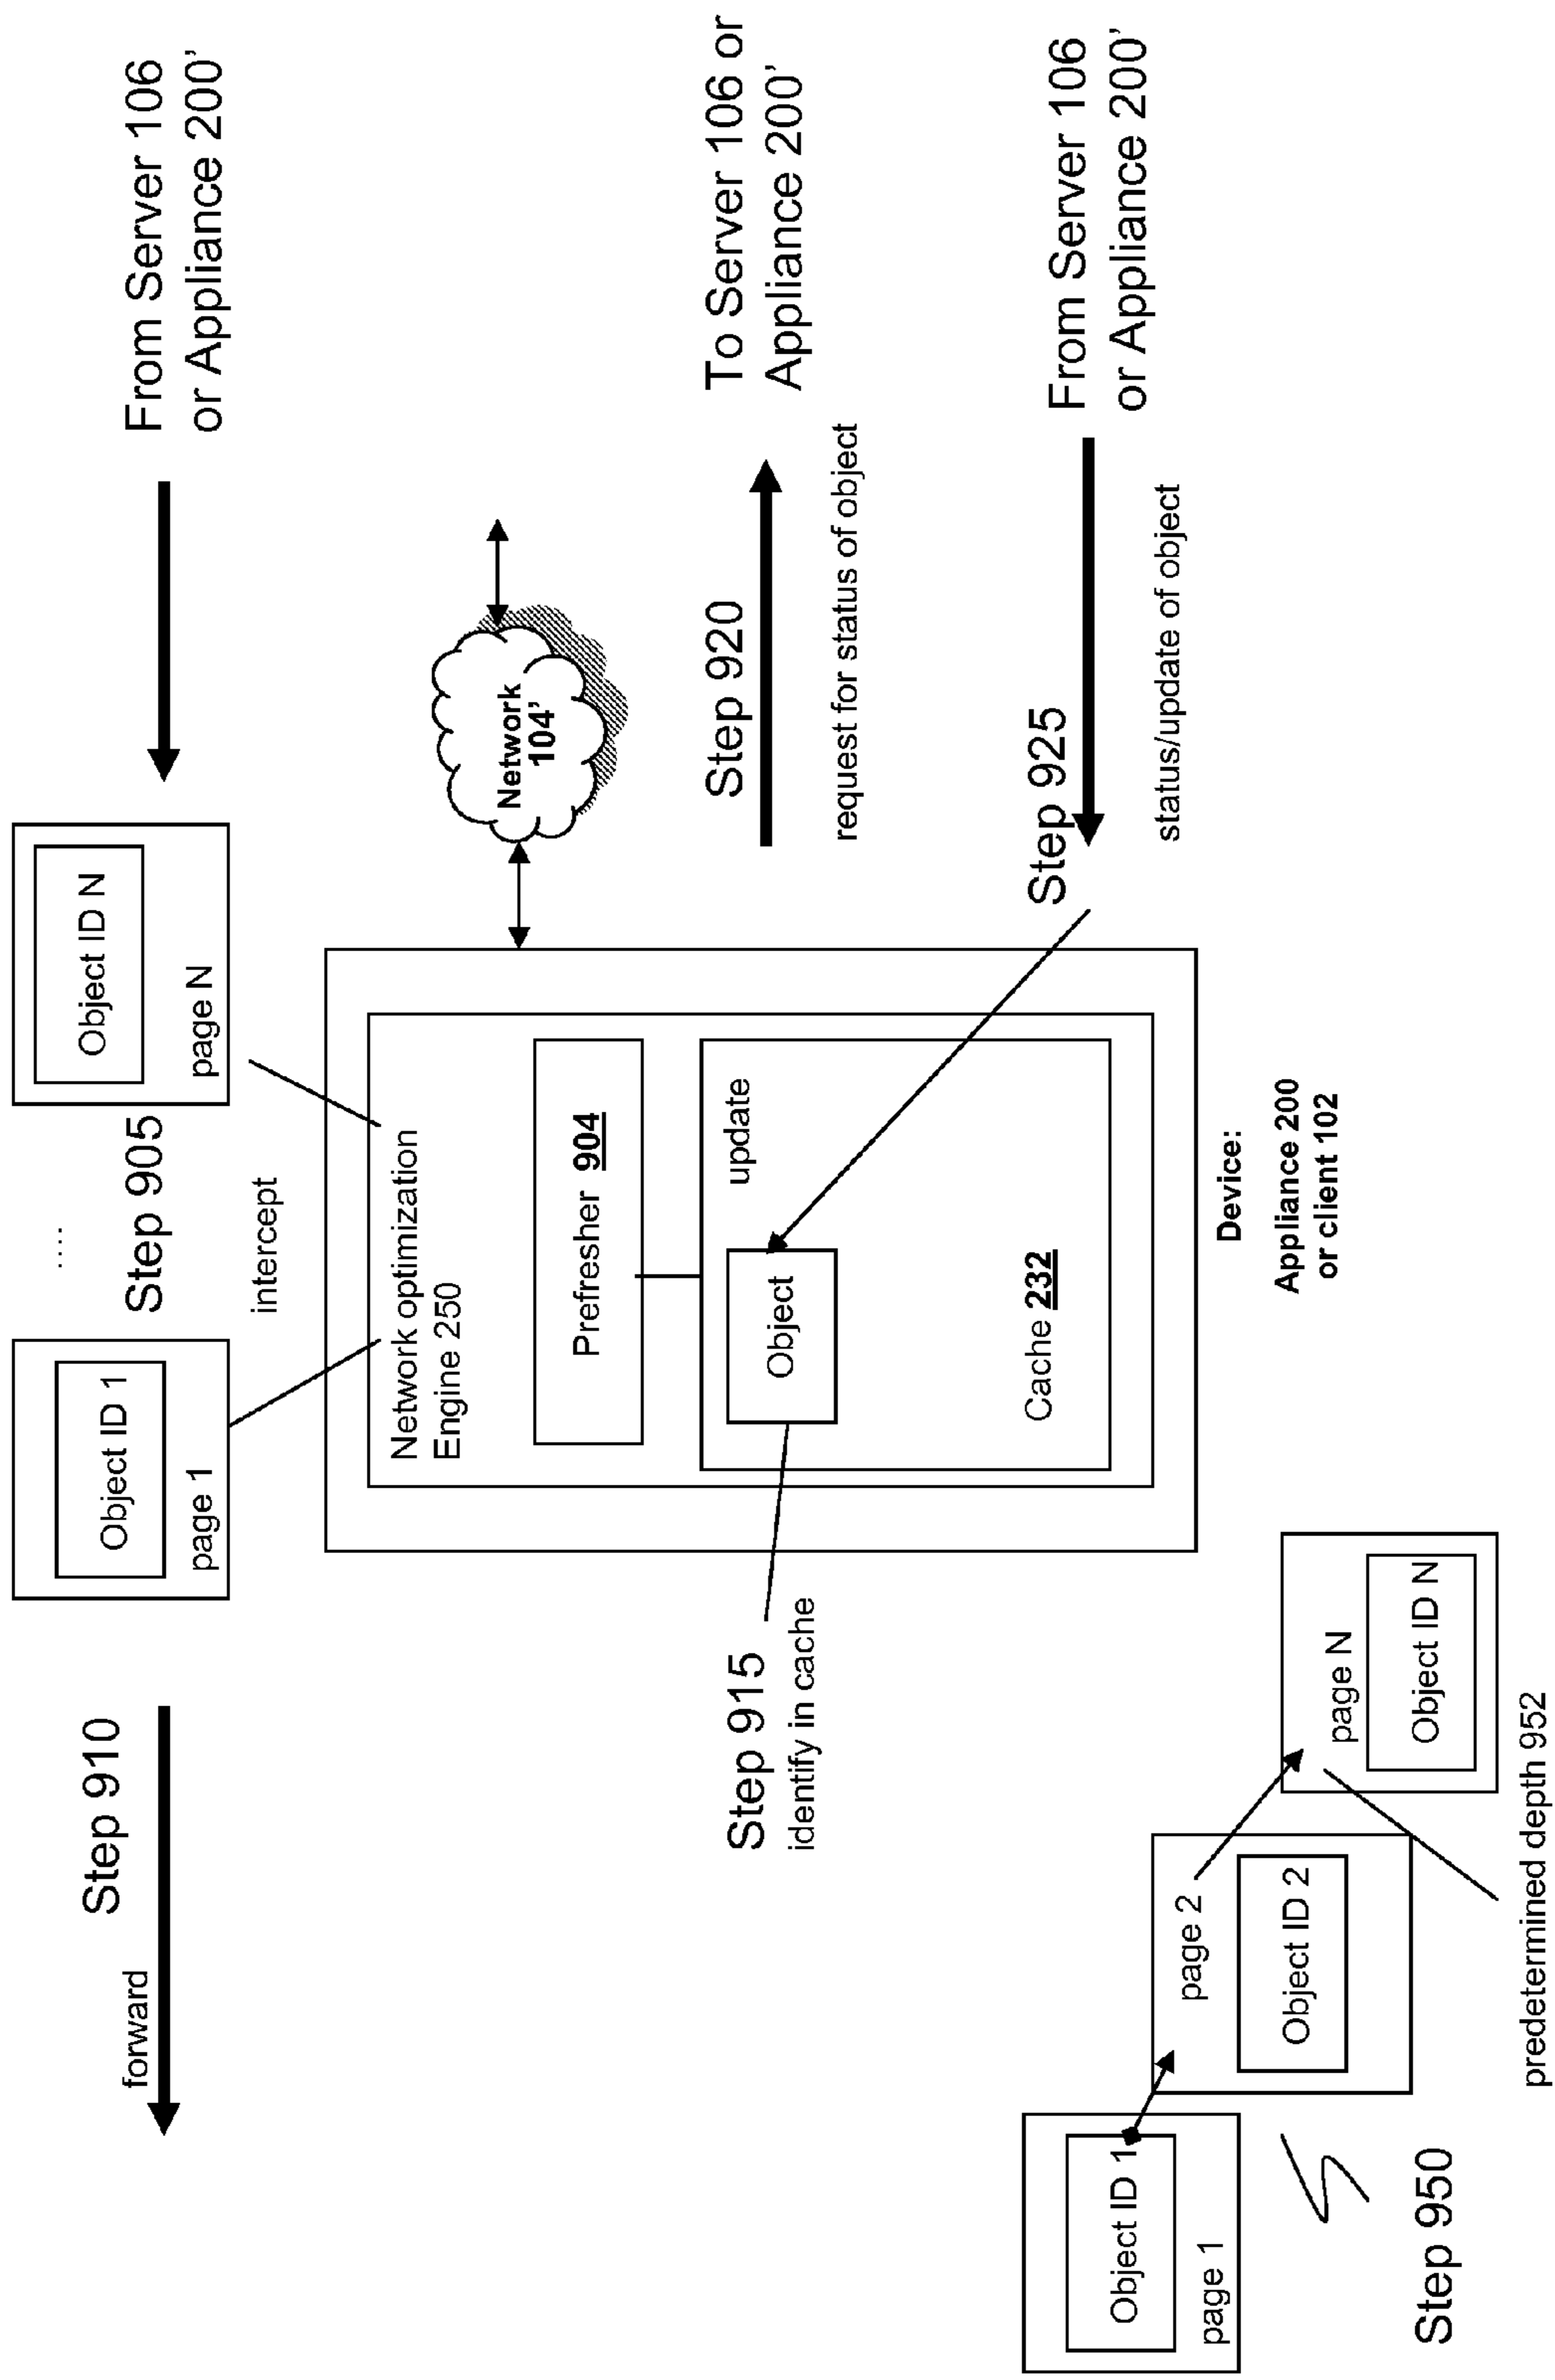 Step 910
forward
Object ID 1
page 1
....
Step 905
intercept
Object ID N
page N
From Server 106
or Appliance 200’
Network
104’
Network optimization
Engine 250
Prefresher 904
Step 915
identify in cache
Object
update
Cache 232
Step 920
To Server 106 or
Appliance 200’
request for status of object
Step 925
From Server 106
or Appliance 200’
status/update of object
Device:
Appliance 200
or client 102
Object ID 1
page 1
page 2
Object ID 2
page N
Object ID N
Step 950
predetermined depth 952